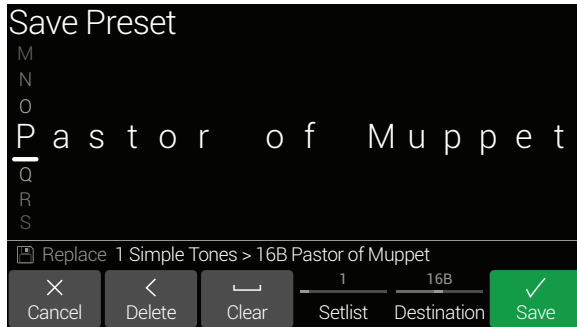 Save Preset
M
N
O
Pastor of Muppet
Q
R
S
Replace 1 Simple Tones > 16B Pastor of Muppet
1 16B
Cancel Delete Clear Setlist Destination Save